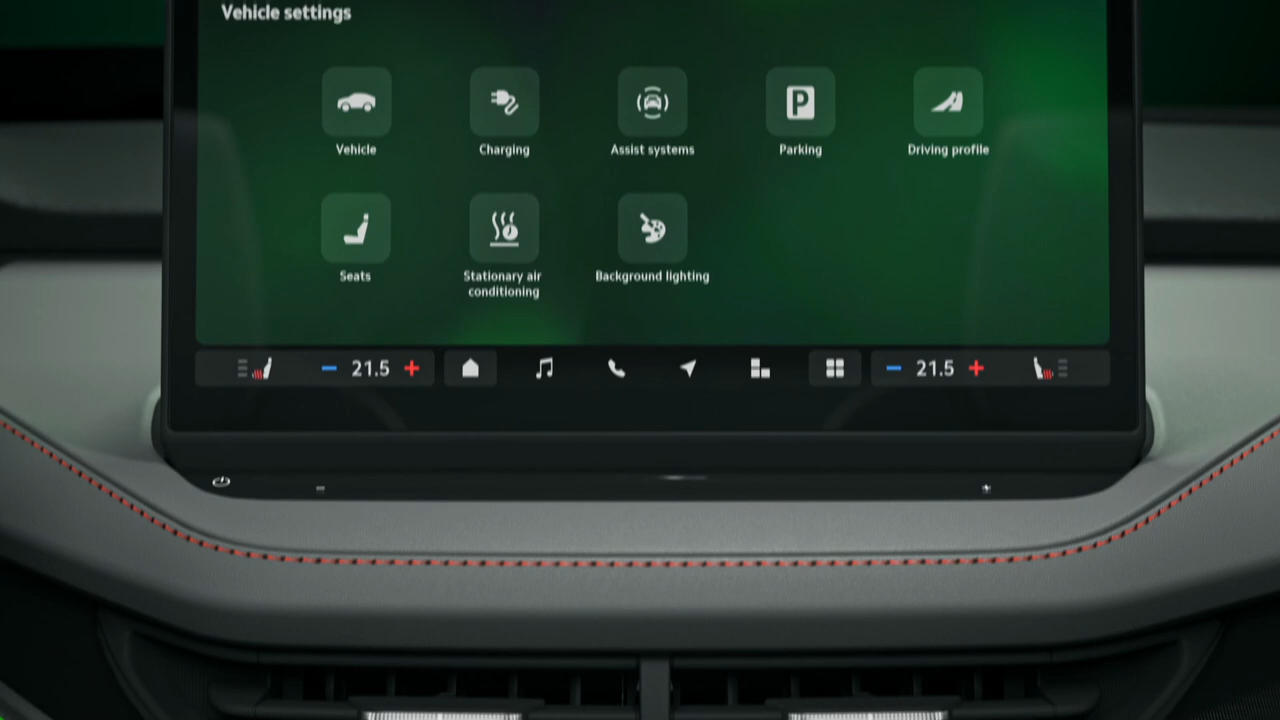 Vehicle settings
Vehicle
Charging
Assist systems
P
Parking
Driving profile
Seats
Stationary air
conditioning
Background lighting
21.5
21.5